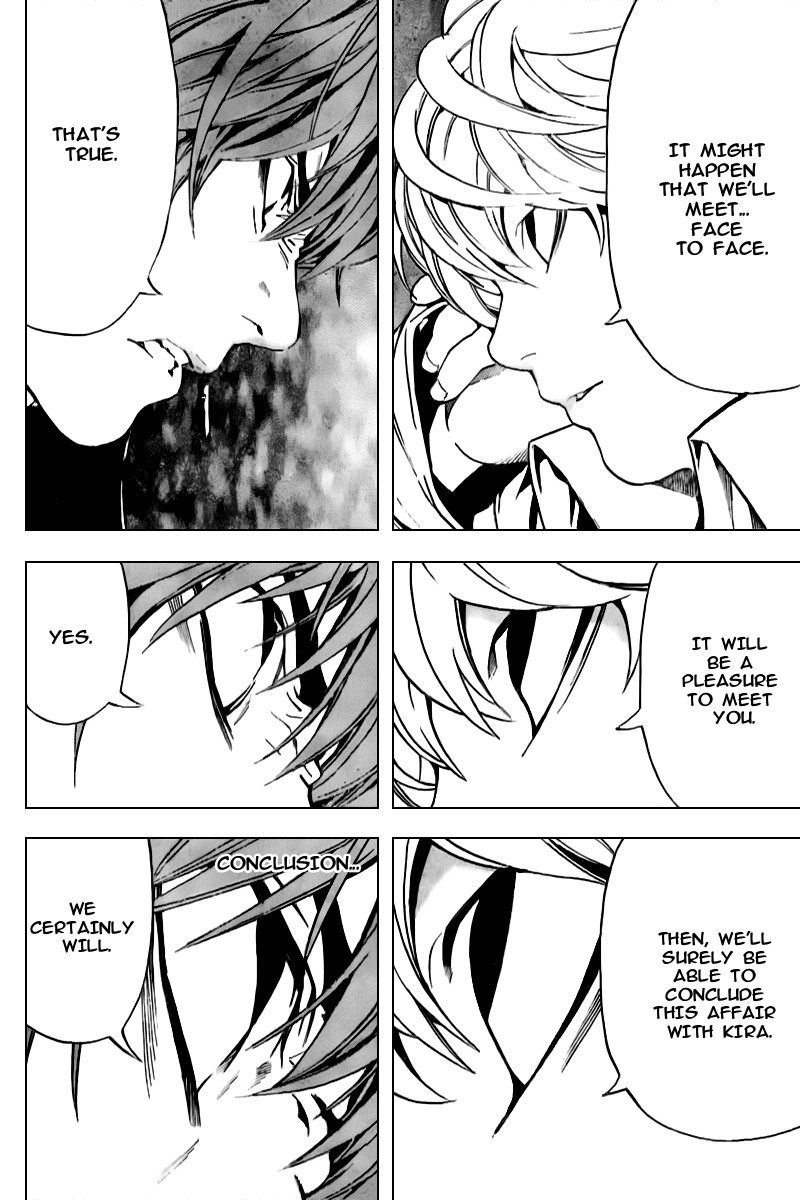 IT MIGHT
HAPPEN
THAT WE'LL
MEET...
FACE
TO FACE.
THAT'S
TRUE.
IT WILL
BE A
PLEASURE
TO MEET
YOU.
YES.
THEN, WE'LL
SURELY BE
ABLE TO
CONCLUDE
THIS AFFAIR
WITH KIRA.
CONCLUSION...
WE
CERTAINLY
WILL.